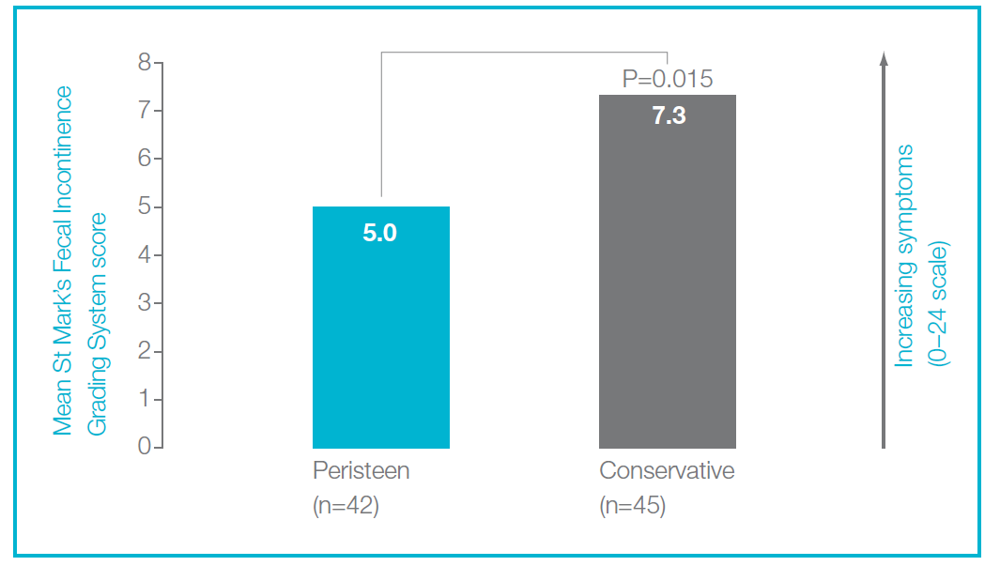 Mean St Mark's Fecal Incontinence
Grading System score
8
7
6
5
4
3
2
1
0
P=0.015
5.0
7.3
Peristeen
(n=42)
Conservative
(n=45)
Increasing symptoms
(0–24 scale)